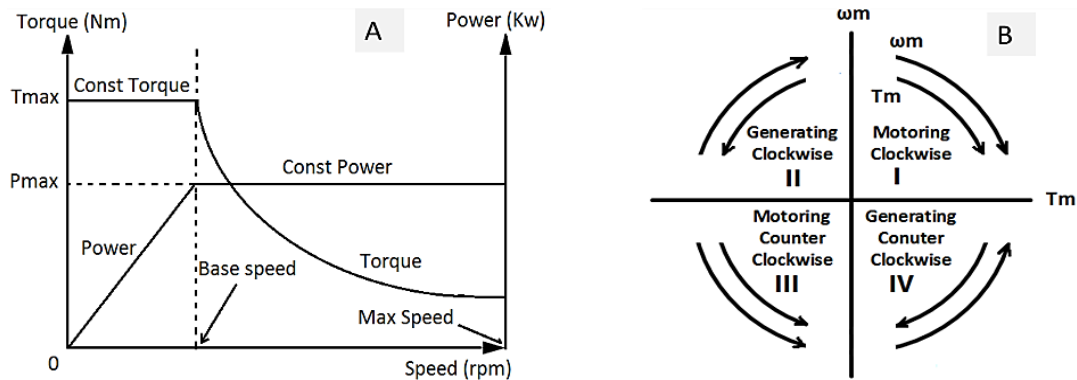 Torque (Nm)
A
Power (Kw)
Const Torque
Tmax
Const Power
Pmax
Power
Base speed
Torque
Max Speed
0
Speed (rpm)
ωm
B
ωm
Tm
Generating
Clockwise
II
Motoring
Clockwise
I
Tm
Motoring
Counter
Clockwise
III
Generating
Conuter
Clockwise
IV